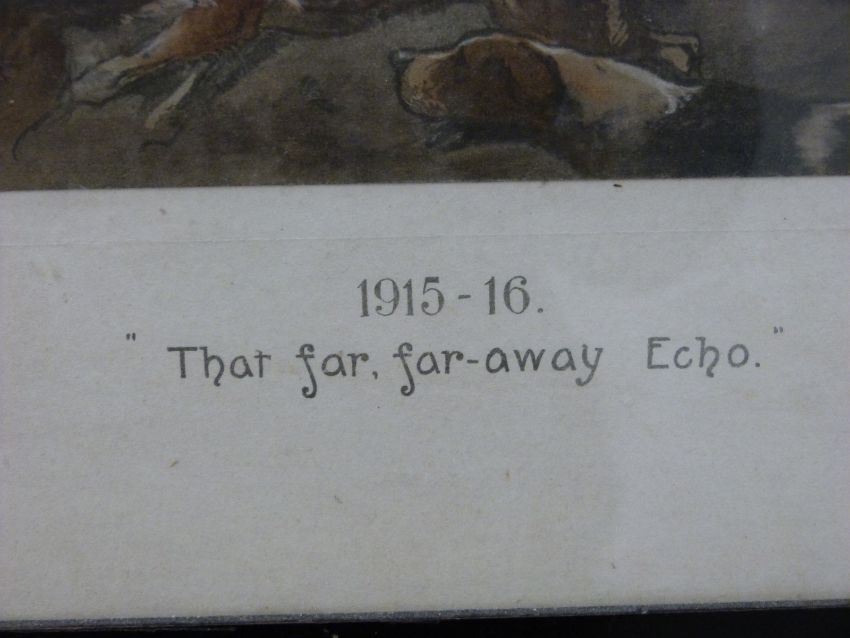 1915-16.
" That far, far-away Echo."